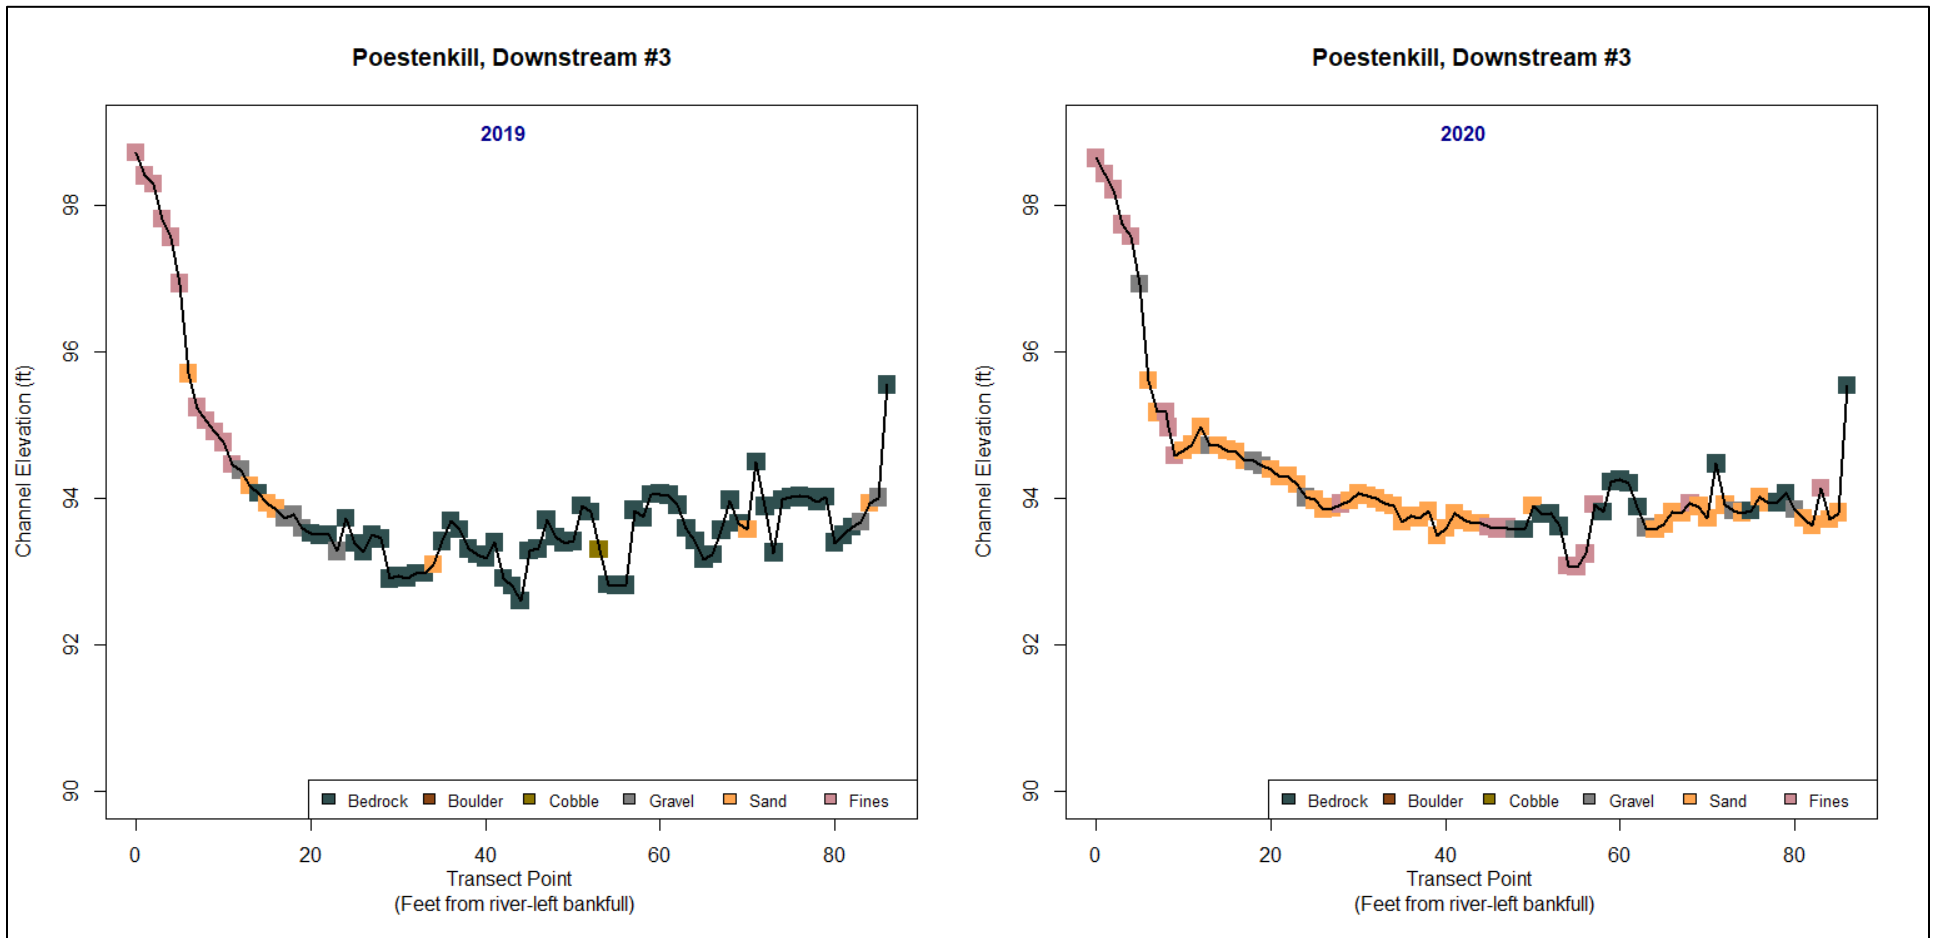 Poestenkill, Downstream #3
2019
98
96
94
92
90
Channel Elevation (ft)
Bedrock Boulder Cobble Gravel Sand Fines
0 20 40 60 80
Transect Point
(Feet from river-left bankfull)
Poestenkill, Downstream #3
2020
98
96
94
92
90
Channel Elevation (ft)
Bedrock Boulder Cobble Gravel Sand Fines
0 20 40 60 80
Transect Point
(Feet from river-left bankfull)